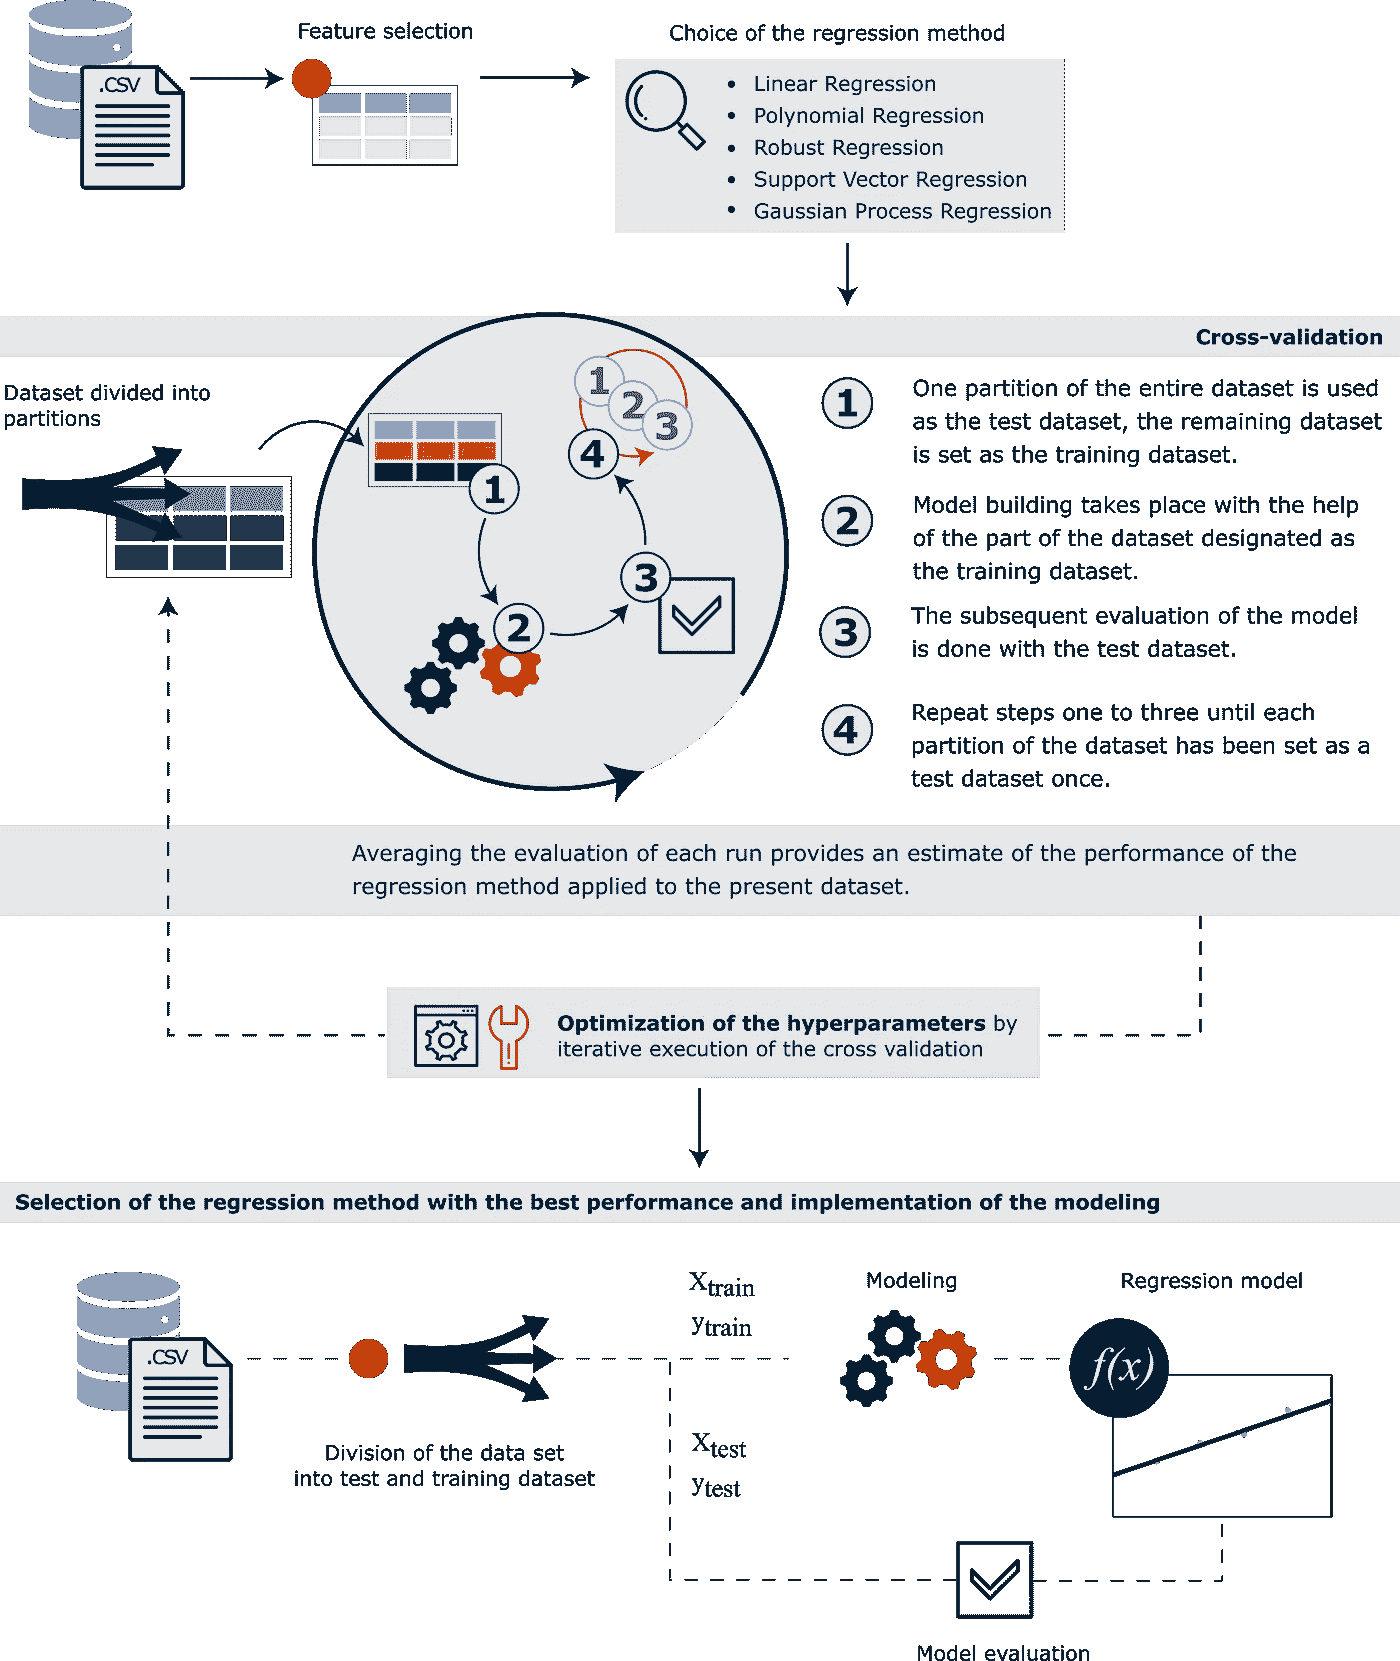 Feature selection
Choice of the regression method
.CSV
• Linear Regression
• Polynomial Regression
• Robust Regression
• Support Vector Regression
• Gaussian Process Regression
Cross-validation
Dataset divided into
partitions
1
2
3
4
1
2
3
1
One partition of the entire dataset is used
as the test dataset, the remaining dataset
is set as the training dataset.
2
Model building takes place with the help
of the part of the dataset designated as
the training dataset.
3
The subsequent evaluation of the model
is done with the test dataset.
4
Repeat steps one to three until each
partition of the dataset has been set as a
test dataset once.
Averaging the evaluation of each run provides an estimate of the performance of the
regression method applied to the present dataset.
Optimization of the hyperparameters by
iterative execution of the cross validation
Selection of the regression method with the best performance and implementation of the modeling
.CSV
Division of the data set
into test and training dataset
Xtrain
ytrain
Xtest
ytest
Modeling
Regression model
f(x)
Model evaluation